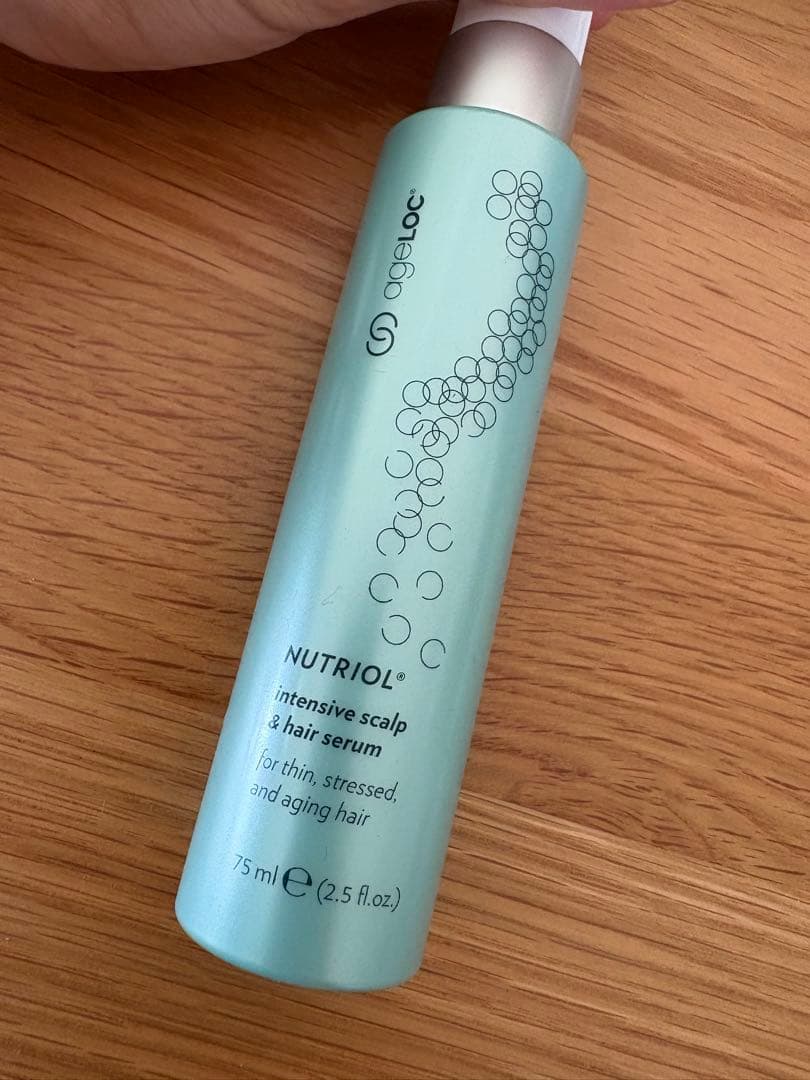 ageLOC®
NUTRIOL®
intensive scalp
& hair serum
for thin, stressed,
and aging hair
75 ml ℮ (2.5 fl.oz.)